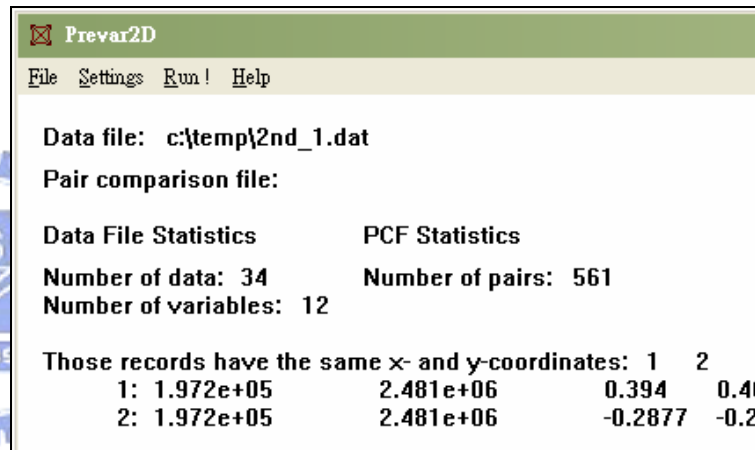 Prevar2D
File Settings Run ! Help
Data file: c:\temp\2nd_1.dat
Pair comparison file:
Data File Statistics PCF Statistics
Number of data: 34 Number of pairs: 561
Number of variables: 12
Those records have the same x- and y-coordinates: 1 2
1: 1.972e+05 2.481e+06 0.394
2: 1.972e+05 2.481e+06 -0.2877